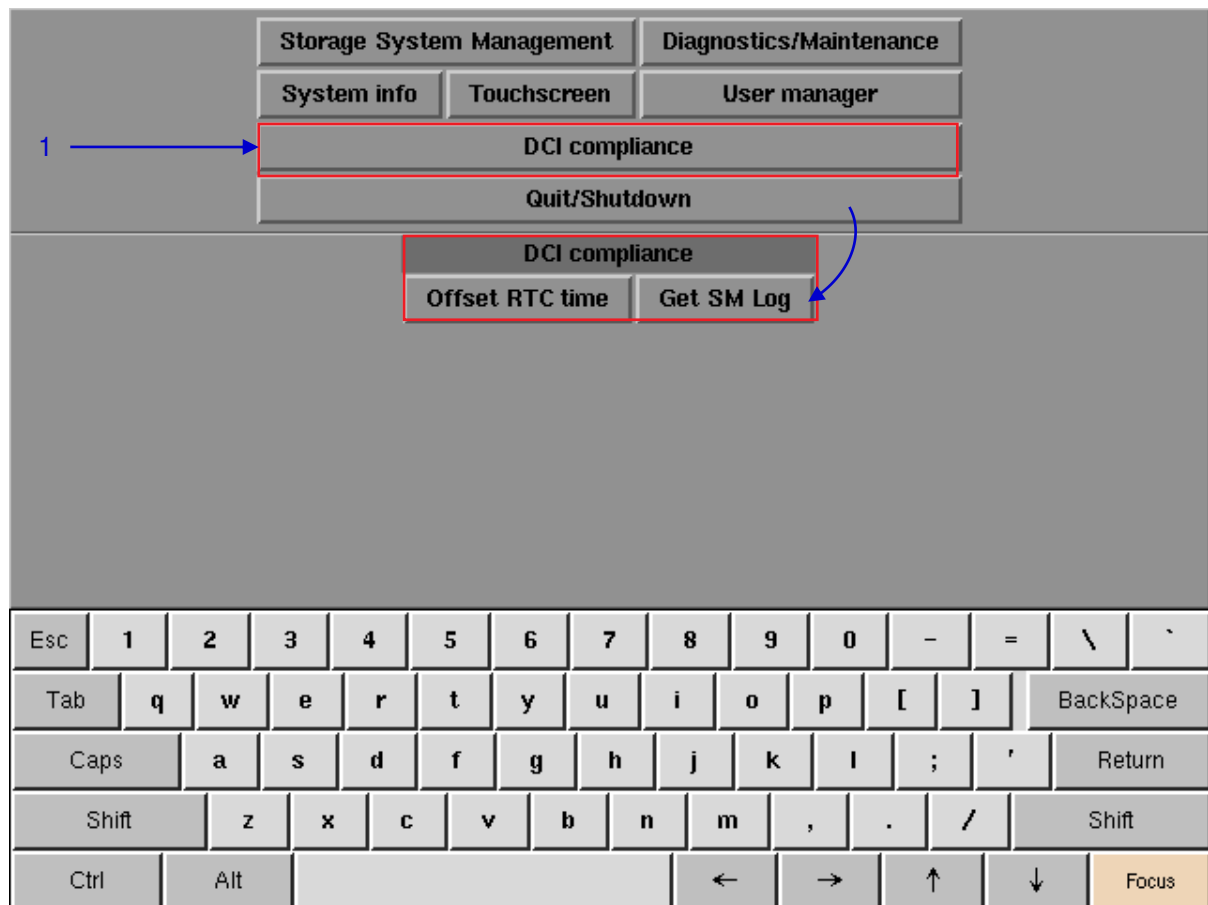 Storage System Management Diagnostics/Maintenance
System info Touchscreen User manager
1 DCI compliance
Quit/Shutdown
DCI compliance
Offset RTC time Get SM Log
Esc 1 2 3 4 5 6 7 8 9 0 - = \ `
Tab q w e r t y u i o p [ ] BackSpace
Caps a s d f g h j k l ; ' Return
Shift z x c v b n m , . / Shift
Ctrl Alt ← → ↑ ↓ Focus